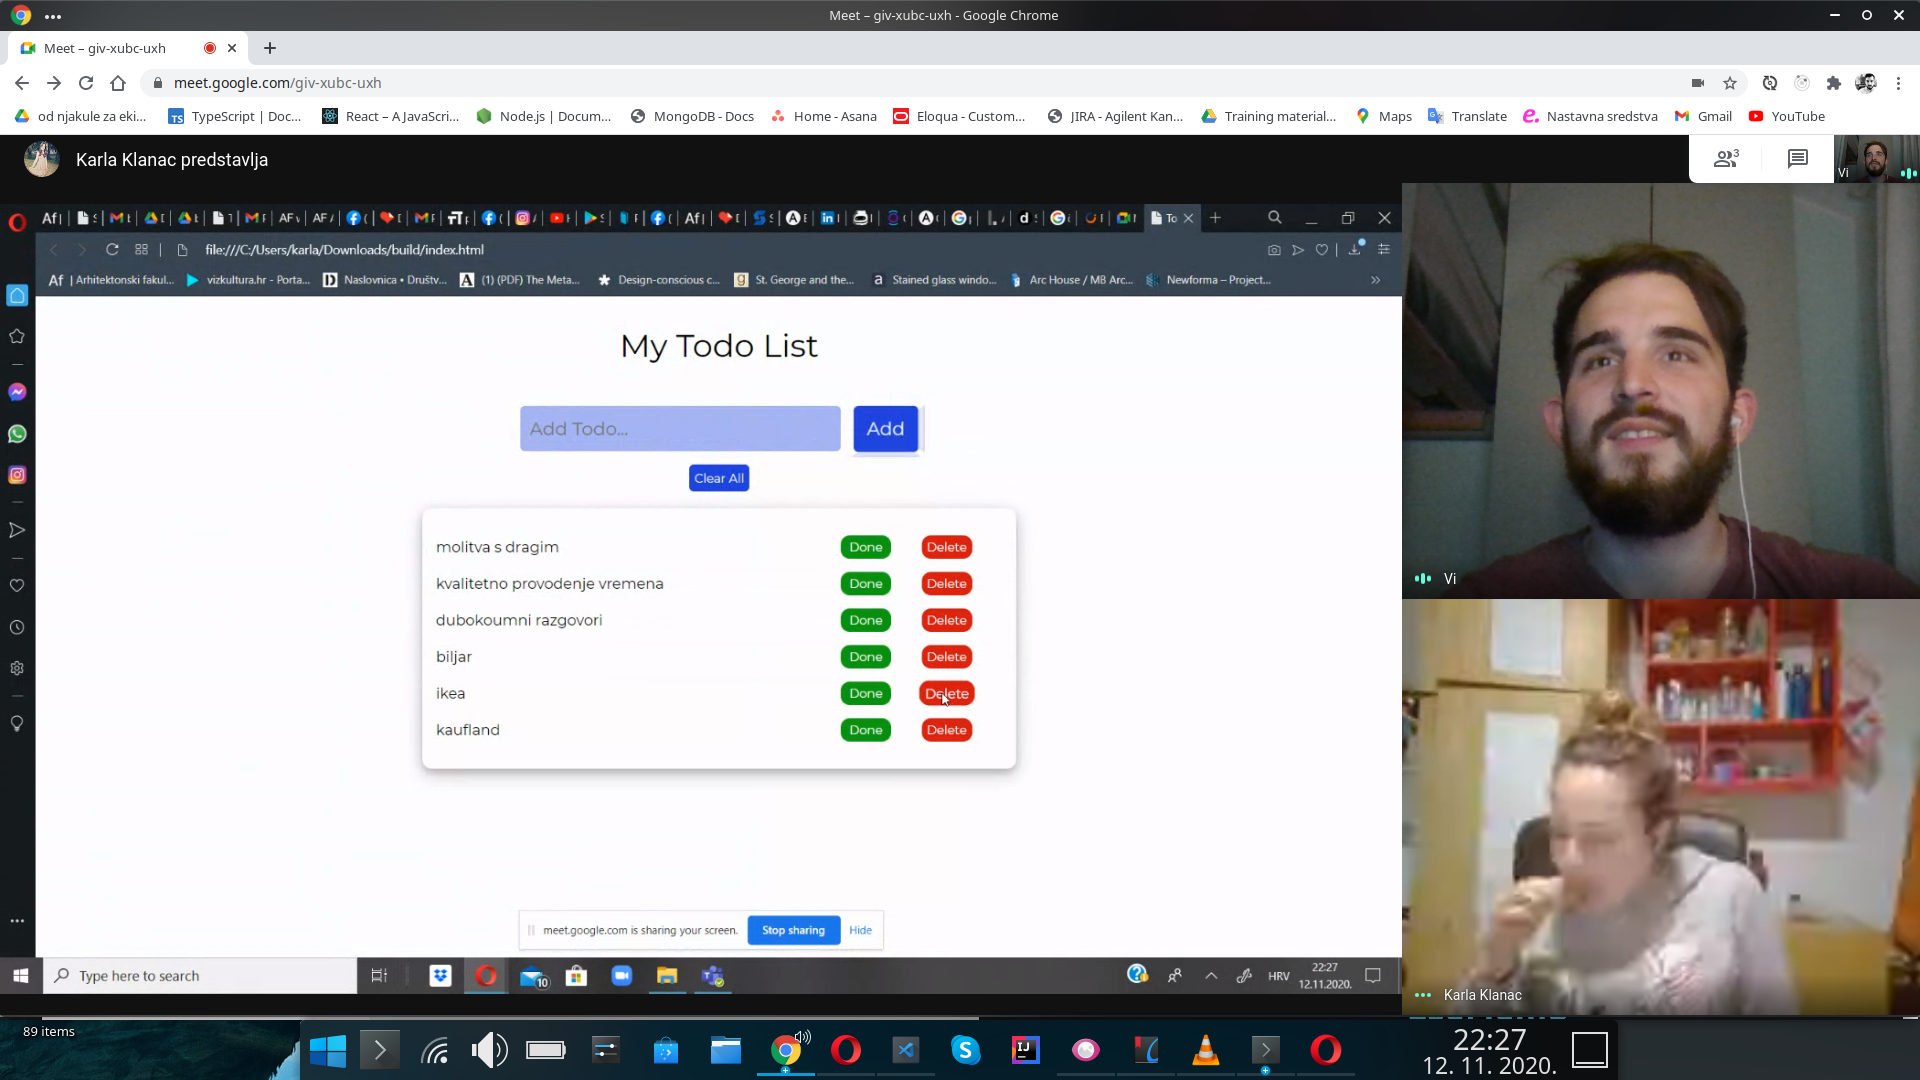 Meet – giv-xubc-uxh - Google Chrome
Meet – giv-xubc-uxh
meet.google.com/giv-xubc-uxh
od njakule za eki...
TypeScript | Doc...
React – A JavaScri...
Node.js | Docum...
MongoDB - Docs
Home - Asana
Eloqua - Custom...
JIRA - Agilent Kan...
Training material...
Maps
Translate
Nastavna sredstva
Gmail
YouTube
Karla Klanac predstavlja
3
Vi
To
file:///C:/Users/karla/Downloads/build/index.html
Af | Arhitektonski fakul...
vizkultura.hr - Porta...
Naslovnica • Društv...
(1) (PDF) The Meta...
Design-conscious c...
St. George and the...
Stained glass windo...
Arc House / MB Arc...
Newforma – Project...
My Todo List
Add Todo...
Add
Clear All
molitva s dragim Done Delete
kvalitetno provodenje vremena Done Delete
dubokoumni razgovori Done Delete
biljar Done Delete
ikea Done Delete
kaufland Done Delete
meet.google.com is sharing your screen.
Stop sharing
Hide
Vi
Karla Klanac
Type here to search
10
HRV
22:27
12.11.2020.
89 items
22:27
12. 11. 2020.